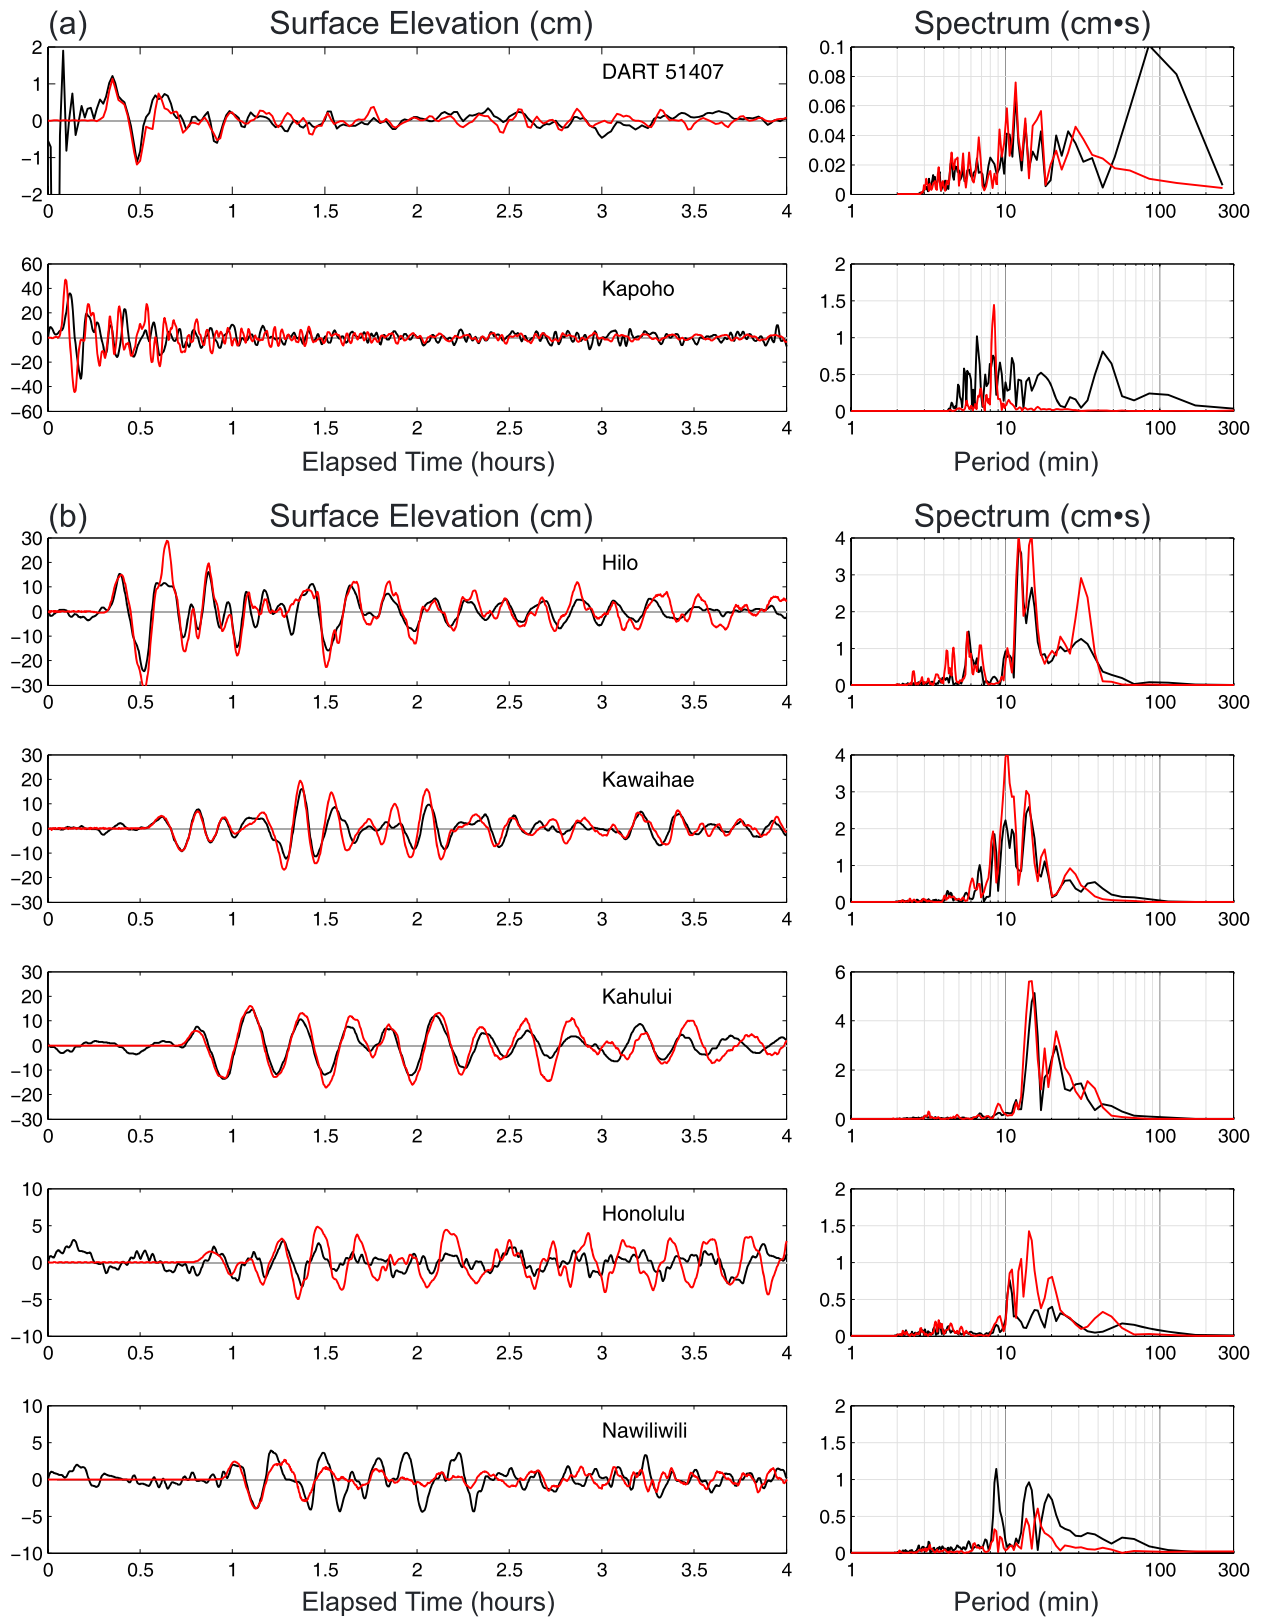 (a) Surface Elevation (cm) Spectrum (cm•s)
2 1 0 −1 −2
DART 51407
0 0.5 1 1.5 2 2.5 3 3.5 4
0.1 0.08 0.06 0.04 0.02 0
1 10 100 300
60 40 20 0 −20 −40 −60
Kapoho
0 0.5 1 1.5 2 2.5 3 3.5 4
2 1.5 1 0.5 0
1 10 100 300
Elapsed Time (hours) Period (min)
(b) Surface Elevation (cm) Spectrum (cm•s)
30 20 10 0 −10 −20 −30
Hilo
0 0.5 1 1.5 2 2.5 3 3.5 4
4 3 2 1 0
1 10 100 300
30 20 10 0 −10 −20 −30
Kawaihae
0 0.5 1 1.5 2 2.5 3 3.5 4
4 3 2 1 0
1 10 100 300
30 20 10 0 −10 −20 −30
Kahului
0 0.5 1 1.5 2 2.5 3 3.5 4
6 4 2 0
1 10 100 300
10 5 0 −5 −10
Honolulu
0 0.5 1 1.5 2 2.5 3 3.5 4
2 1.5 1 0.5 0
1 10 100 300
10 5 0 −5 −10
Nawiliwili
0 0.5 1 1.5 2 2.5 3 3.5 4
2 1.5 1 0.5 0
1 10 100 300
Elapsed Time (hours) Period (min)